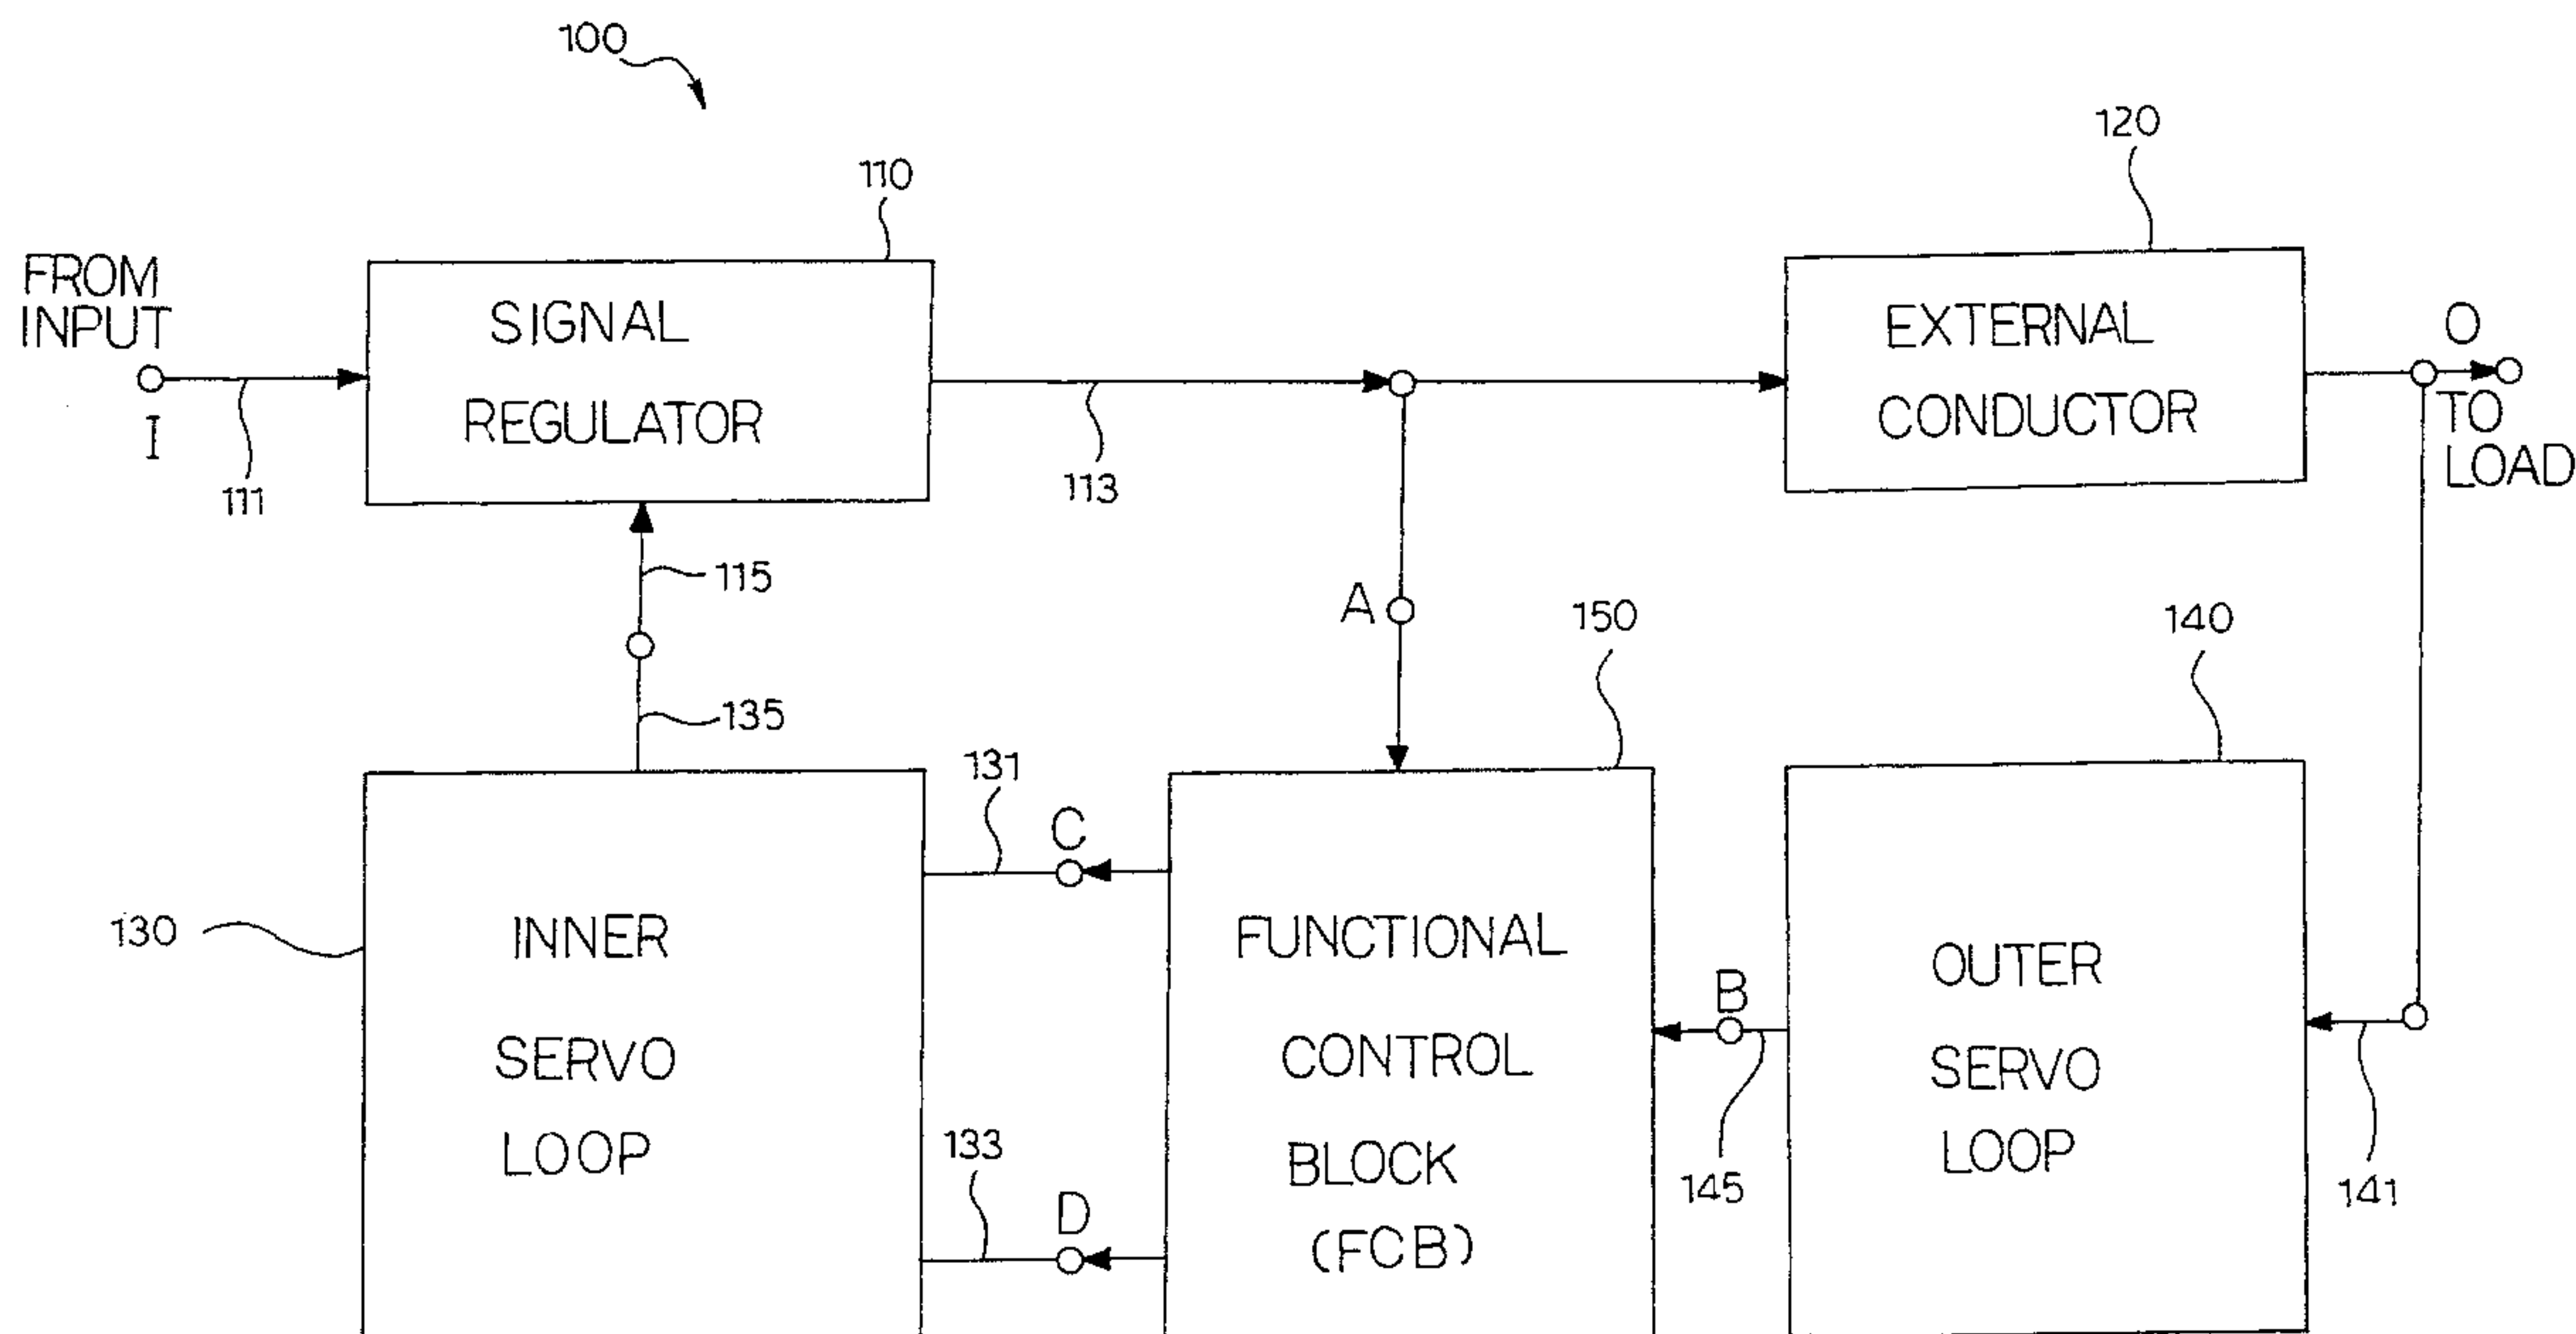 100
110
120
FROM
INPUT
I
111
SIGNAL
REGULATOR
113
EXTERNAL
CONDUCTOR
O
TO
LOAD
115
135
A
150
140
130
INNER
SERVO
LOOP
131
C
133
D
FUNCTIONAL
CONTROL
BLOCK
(FCB)
B
145
OUTER
SERVO
LOOP
141